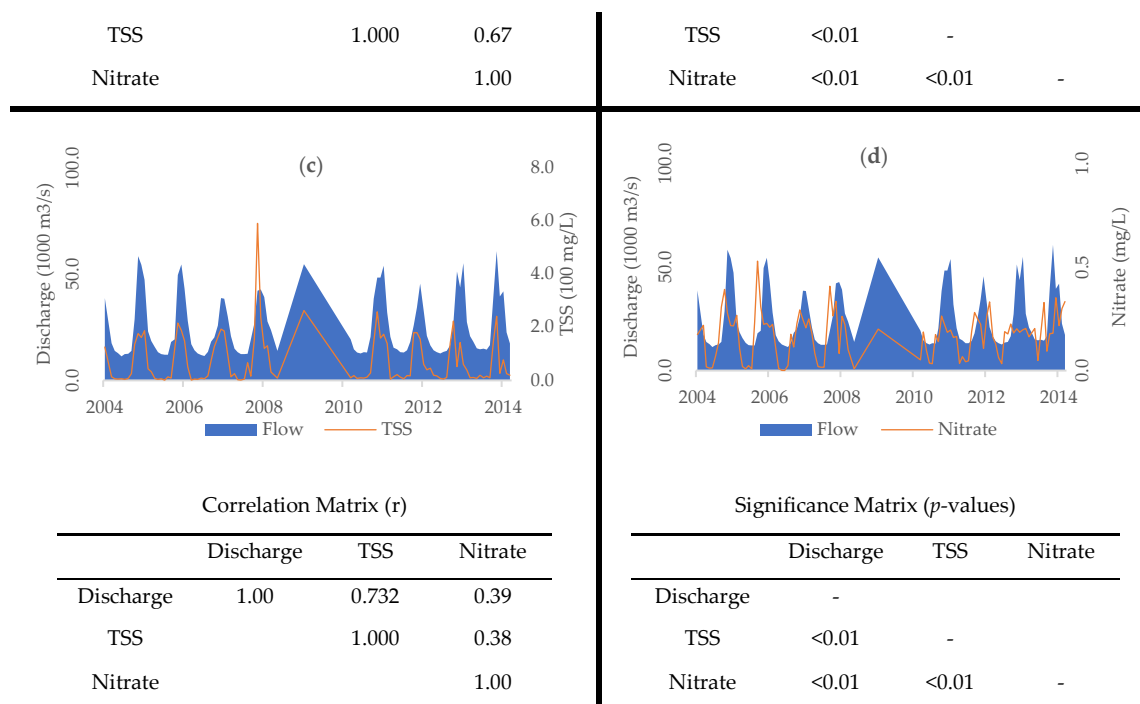 TSS 1.000 0.67
Nitrate 1.00
TSS <0.01 -
Nitrate <0.01 <0.01 -
(c)
Discharge (1000 m3/s)
100.0
50.0
0.0
8.0
6.0
4.0
2.0
0.0
TSS (100 mg/L)
2004 2006 2008 2010 2012 2014
Flow TSS
(d)
Discharge (1000 m3/s)
100.0
50.0
0.0
1.0
0.5
0.0
Nitrate (mg/L)
2004 2006 2008 2010 2012 2014
Flow Nitrate
Correlation Matrix (r)
Discharge TSS Nitrate
Discharge 1.00 0.732 0.39
TSS 1.000 0.38
Nitrate 1.00
Significance Matrix (p-values)
Discharge TSS Nitrate
Discharge -
TSS <0.01 -
Nitrate <0.01 <0.01 -